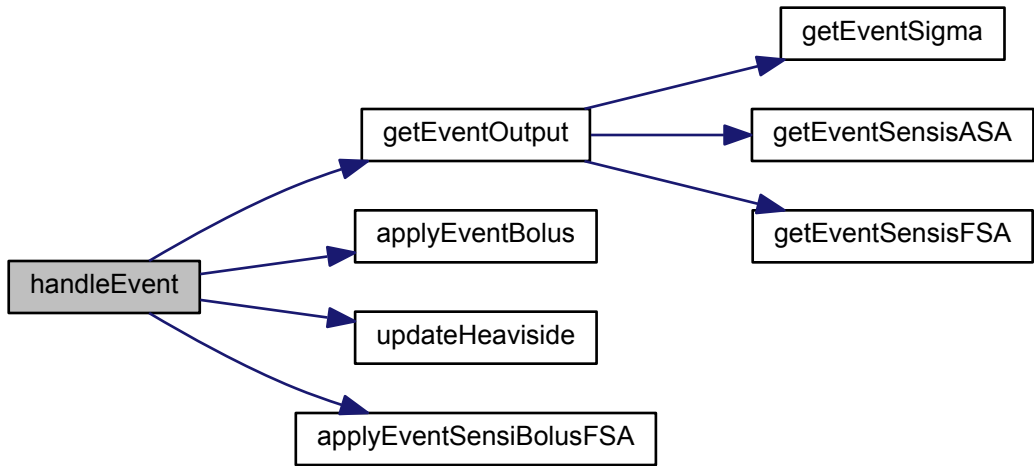 getEventSigma
getEventOutput
getEventSensisASA
applyEventBolus
getEventSensisFSA
handleEvent
updateHeaviside
applyEventSensiBolusFSA